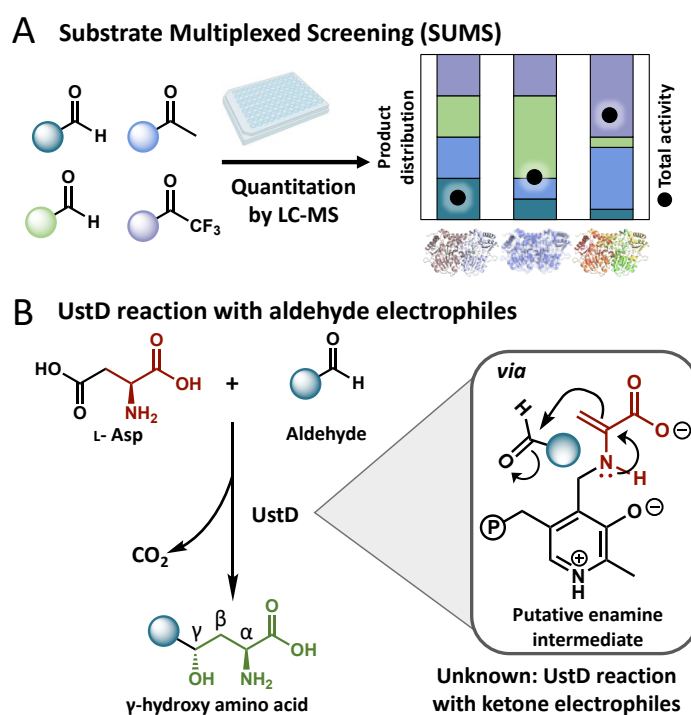 A Substrate Multiplexed Screening (SUMS)
O
H
O
O
H
O
CF3
Quantitation
by LC-MS
Product
distribution
Total activity
B UstD reaction with aldehyde electrophiles
HO
O
O
OH
NH2
L- Asp
+
O
H
Aldehyde
UstD
CO2
γ
β
α
O
OH
OH
NH2
γ-hydroxy amino acid
via
H
O
O
O
N
H
P
O
N
H
Putative enamine
intermediate
Unknown: UstD reaction
with ketone electrophiles